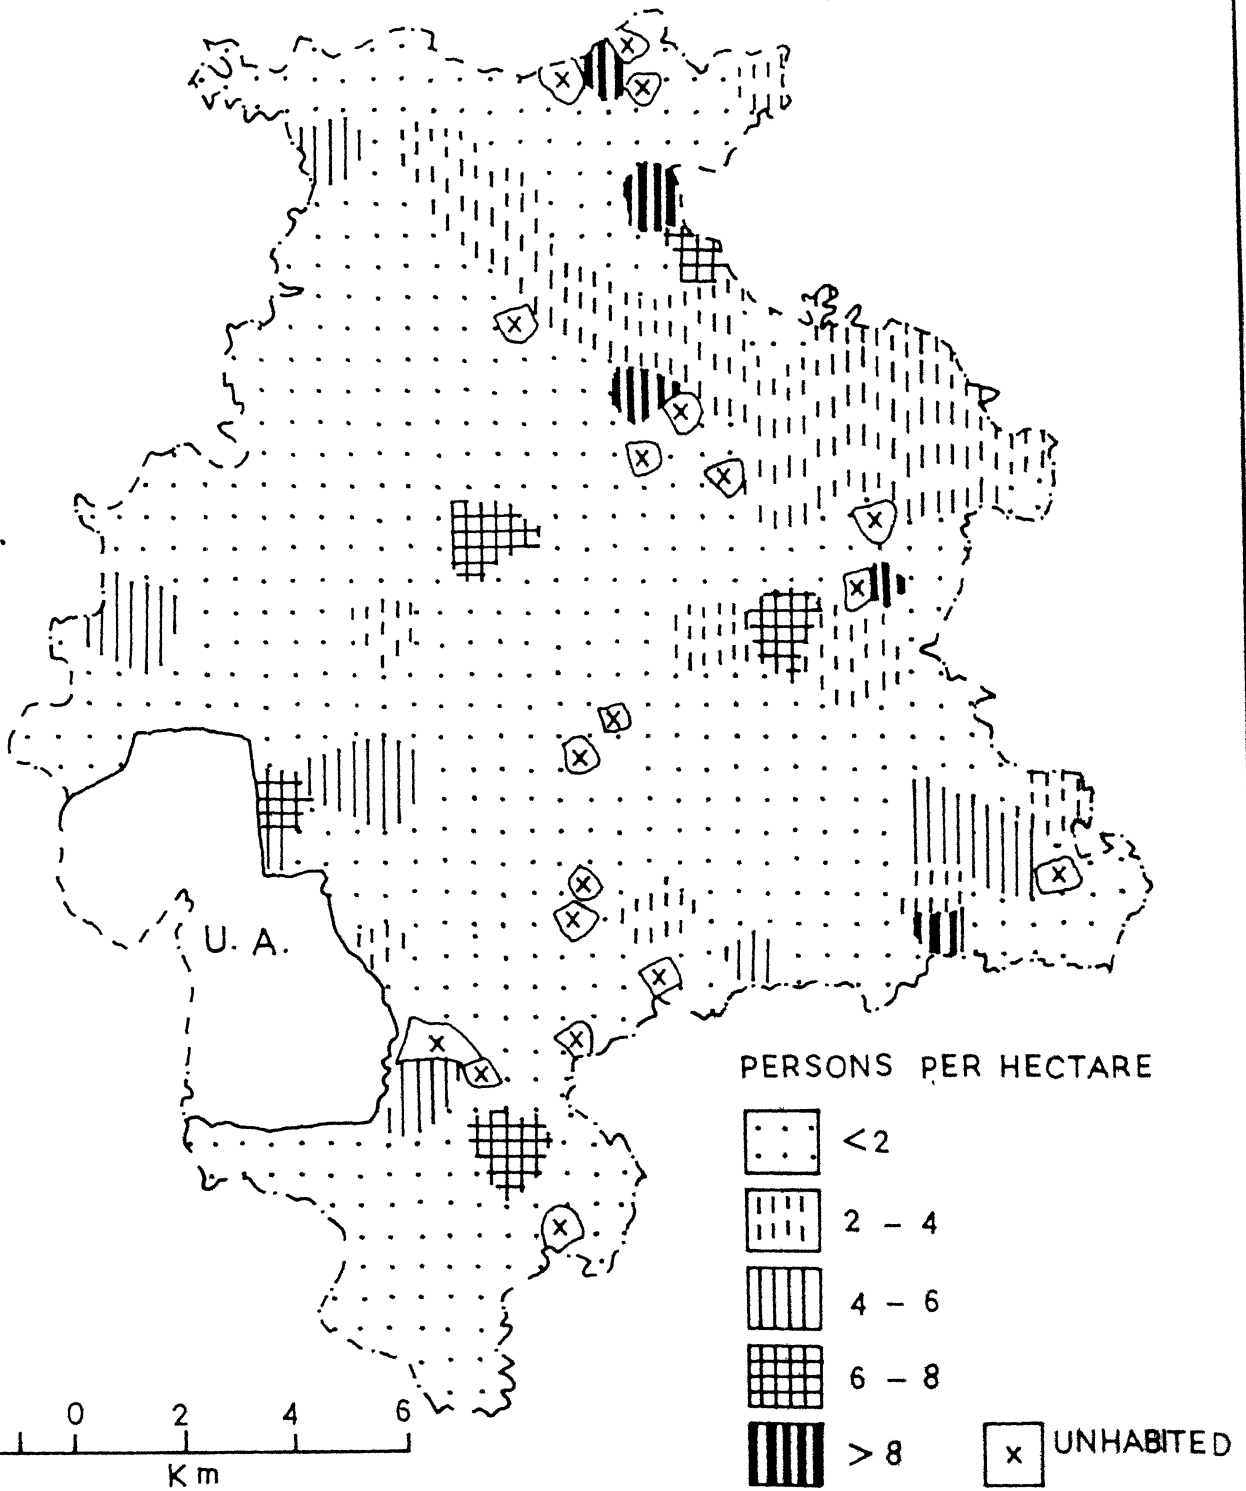 U. A.
PERSONS PER HECTARE
<2
2 – 4
4 – 6
6 – 8
>8
x UNHABITED
0 2 4 6
Km